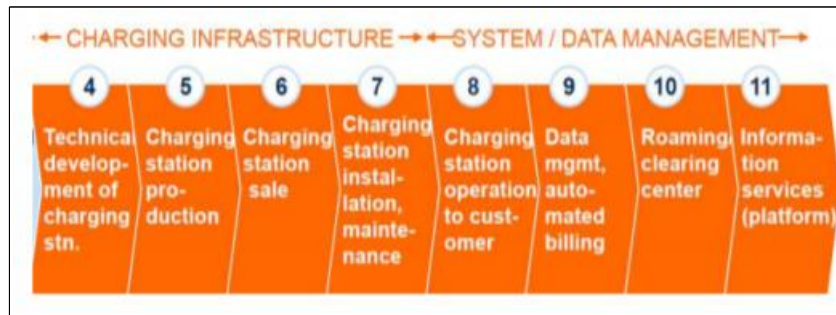 CHARGING INFRASTRUCTURE
SYSTEM / DATA MANAGEMENT
4
Technical
develop-
ment of
charging
stn.
5
Charging
station
pro-
duction
6
Charging
station
sale
7
Charging
station
instal-
lation,
mainte-
nance
8
Charging
station
operation
to cust-
omer
9
Data
mgmt,
auto-
mated
billing
10
Roaming/
clearing
center
11
Informa-
tion
services
(platform)